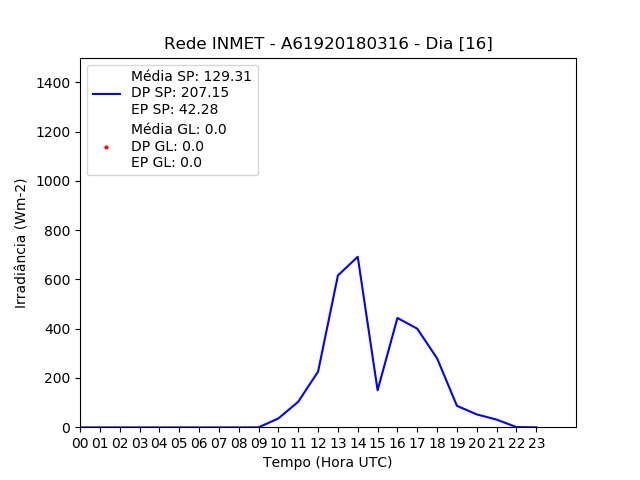 Rede INMET - A61920180316 - Dia [16]
Média SP: 129.31
DP SP: 207.15
EP SP: 42.28
Média GL: 0.0
DP GL: 0.0
EP GL: 0.0
1400
1200
1000
800
600
400
200
0
Irradiância (Wm-2)
00 01 02 03 04 05 06 07 08 09 10 11 12 13 14 15 16 17 18 19 20 21 22 23
Tempo (Hora UTC)